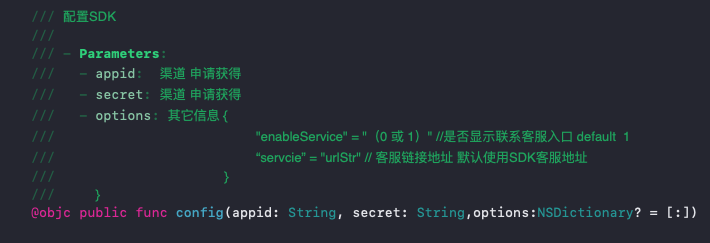 /// 配置SDK
///
/// - Parameters:
///   - appid:  渠道 申请获得
///   - secret: 渠道 申请获得
///   - options: 其它信息 {
///                         "enableService" = "（0 或 1）" //是否显示联系客服入口 default  1
///                         “servcie” = "urlStr" // 客服链接地址 默认使用SDK客服地址
///                     }
///     }
@objc public func config(appid: String, secret: String,options:NSDictionary? = [:])